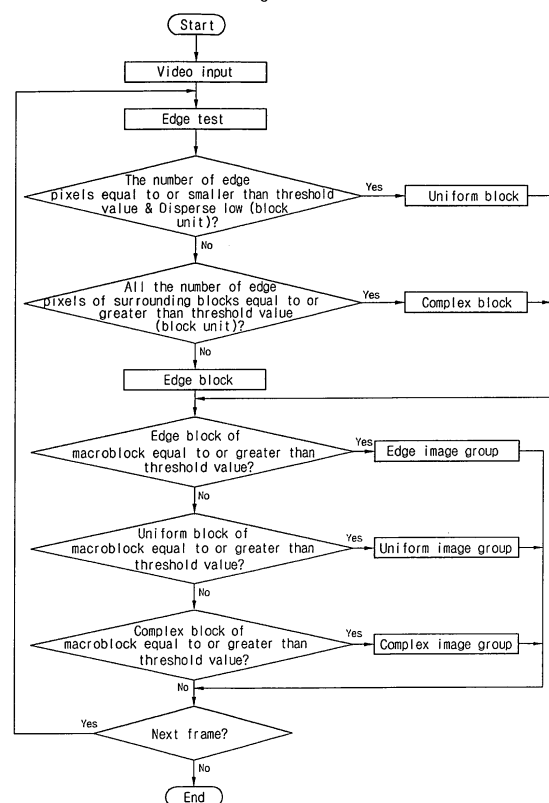 Start
Video input
Edge test
The number of edge
pixels equal to or smaller than threshold
value & Disperse low (block
unit)?
Yes
Uniform block
No
All the number of edge
pixels of surrounding blocks equal to or
greater than threshold value
(block unit)?
Yes
Complex block
No
Edge block
Edge block of
macroblock equal to or greater than
threshold value?
Yes
Edge image group
No
Uniform block of
macroblock equal to or greater than
threshold value?
Yes
Uniform image group
No
Complex block of
macroblock equal to or greater than
threshold value?
Yes
Complex image group
No
Yes
Next frame?
No
End